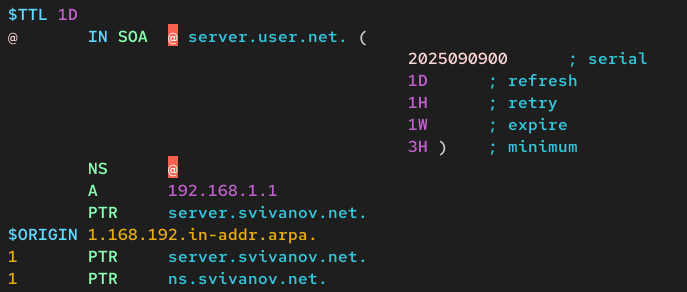 $TTL 1D
@ IN SOA @ server.user.net. (
2025090900 ; serial
1D ; refresh
1H ; retry
1W ; expire
3H ) ; minimum
NS @
A 192.168.1.1
PTR server.svivanov.net.
$ORIGIN 1.168.192.in-addr.arpa.
1 PTR server.svivanov.net.
1 PTR ns.svivanov.net.